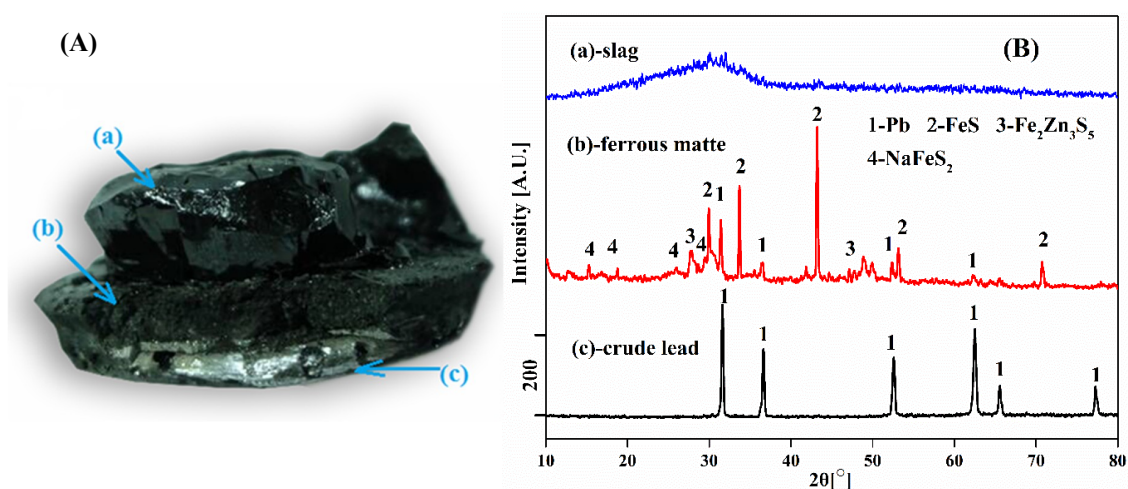 (A)
(a)
(b)
(c)
(B)
(a)-slag
1-Pb 2-FeS 3-Fe₂Zn₃S₅
4-NaFeS₂
(b)-ferrous matte
2
2
2
1
4 4 4 3 4 1 3 1 2 1 2
(c)-crude lead
1 1 1 1 1 1
Intensity [A.U.]
200
10 20 30 40 50 60 70 80
2θ[°]